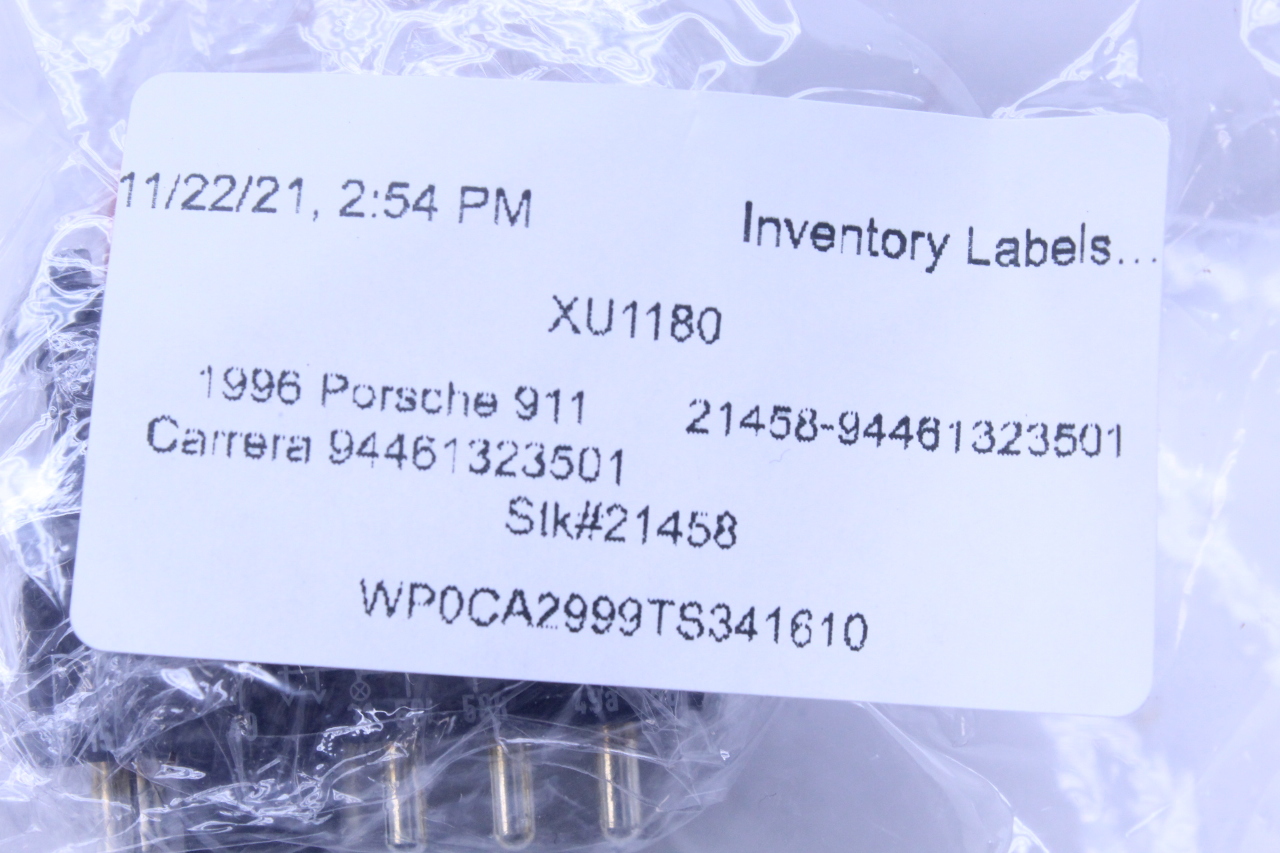 11/22/21, 2:54 PM
Inventory Labels...
XU1180
1996 Porsche 911
Carrera 94461323501
21458-94461323501
Stk#21458
WP0CA2999TS341610